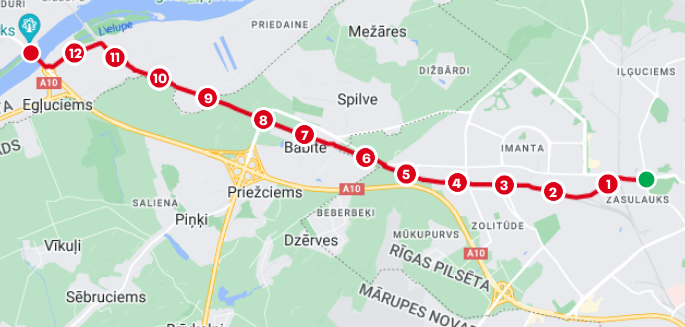 DURI
PRIEDAINE
ks
Lielupe
Mežāres
12
11
A10
10
DIŽBĀRDI
IĻĢUCIEMS
Egļuciems
9
Spilve
8
7
Babīte
IMANTA
6
5
4
3
2
1
ADS
Priežciems
A10
ZASULAUKS
SALIENA
Piņķi
BEBERBEĶI
MŪKUPURVS
ZOLITŪDE
Vīkuļi
Dzērves
RĪGAS PILSĒTA
A10
Sēbruciems
MĀRUPES NOVAD